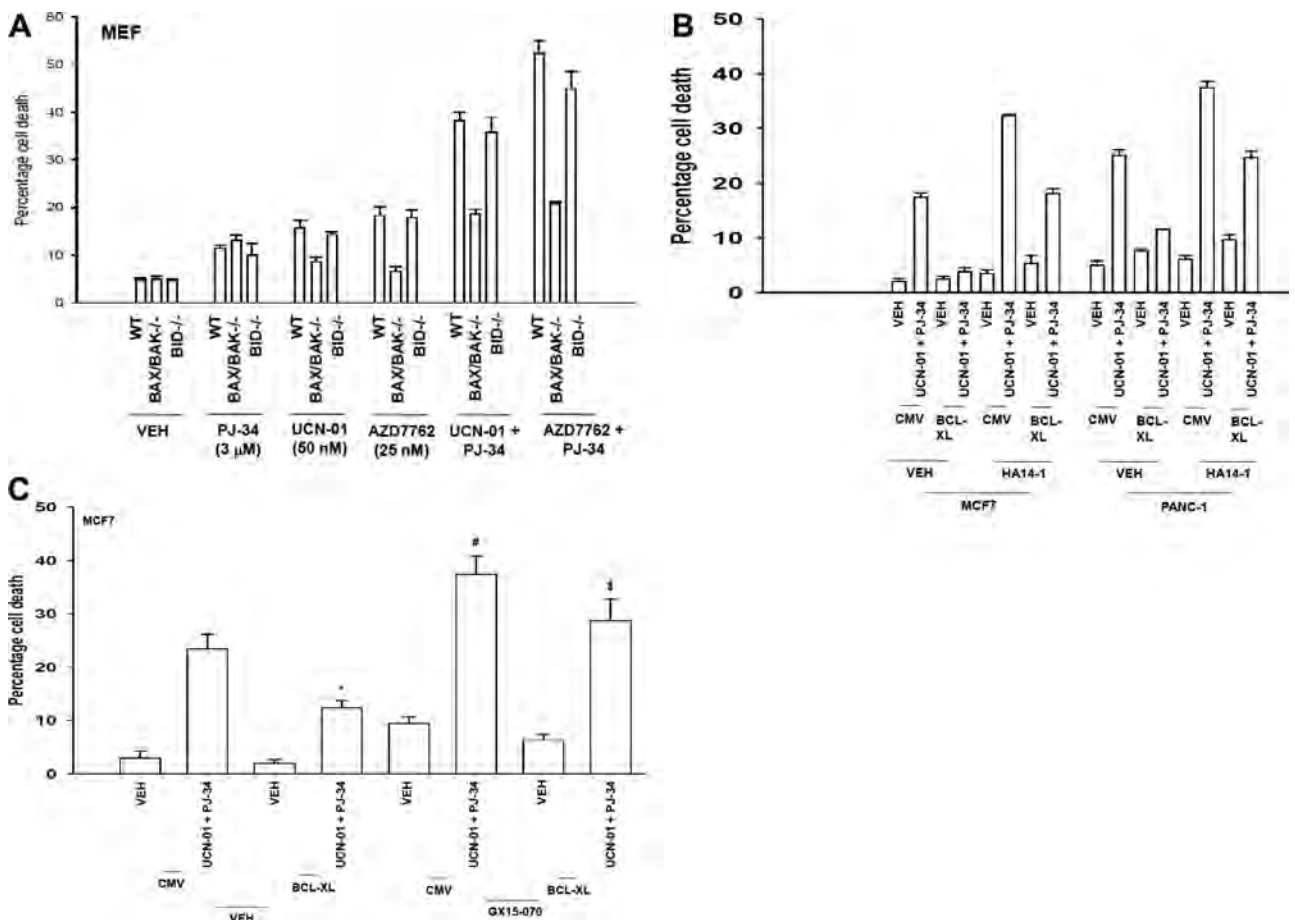 A
MEF
Percentage cell death
60
50
40
30
20
10
0
WT
BAX/BAK-/-
BID-/-
WT
BAX/BAK-/-
BID-/-
WT
BAX/BAK-/-
BID-/-
WT
BAX/BAK-/-
BID-/-
WT
BAX/BAK-/-
BID-/-
WT
BAX/BAK-/-
BID-/-
VEH
PJ-34
(3 μM)
UCN-01
(50 nM)
AZD7762
(25 nM)
UCN-01 +
PJ-34
AZD7762 +
PJ-34
B
Percentage cell death
50
40
30
20
10
0
VEH
UCN-01 + PJ-34
VEH
UCN-01 + PJ-34
VEH
UCN-01 + PJ-34
VEH
UCN-01 + PJ-34
VEH
UCN-01 + PJ-34
VEH
UCN-01 + PJ-34
VEH
UCN-01 + PJ-34
VEH
UCN-01 + PJ-34
CMV
BCL-
XL
CMV
BCL-
XL
CMV
BCL-
XL
CMV
BCL-
XL
VEH
HA14-1
VEH
HA14-1
MCF7
PANC-1
C
MCF7
Percentage cell death
50
40
30
20
10
0
*
#
VEH
UCN-01 + PJ-34
VEH
UCN-01 + PJ-34
VEH
UCN-01 + PJ-34
VEH
UCN-01 + PJ-34
CMV
BCL-XL
CMV
BCL-XL
VEH
GX15-070